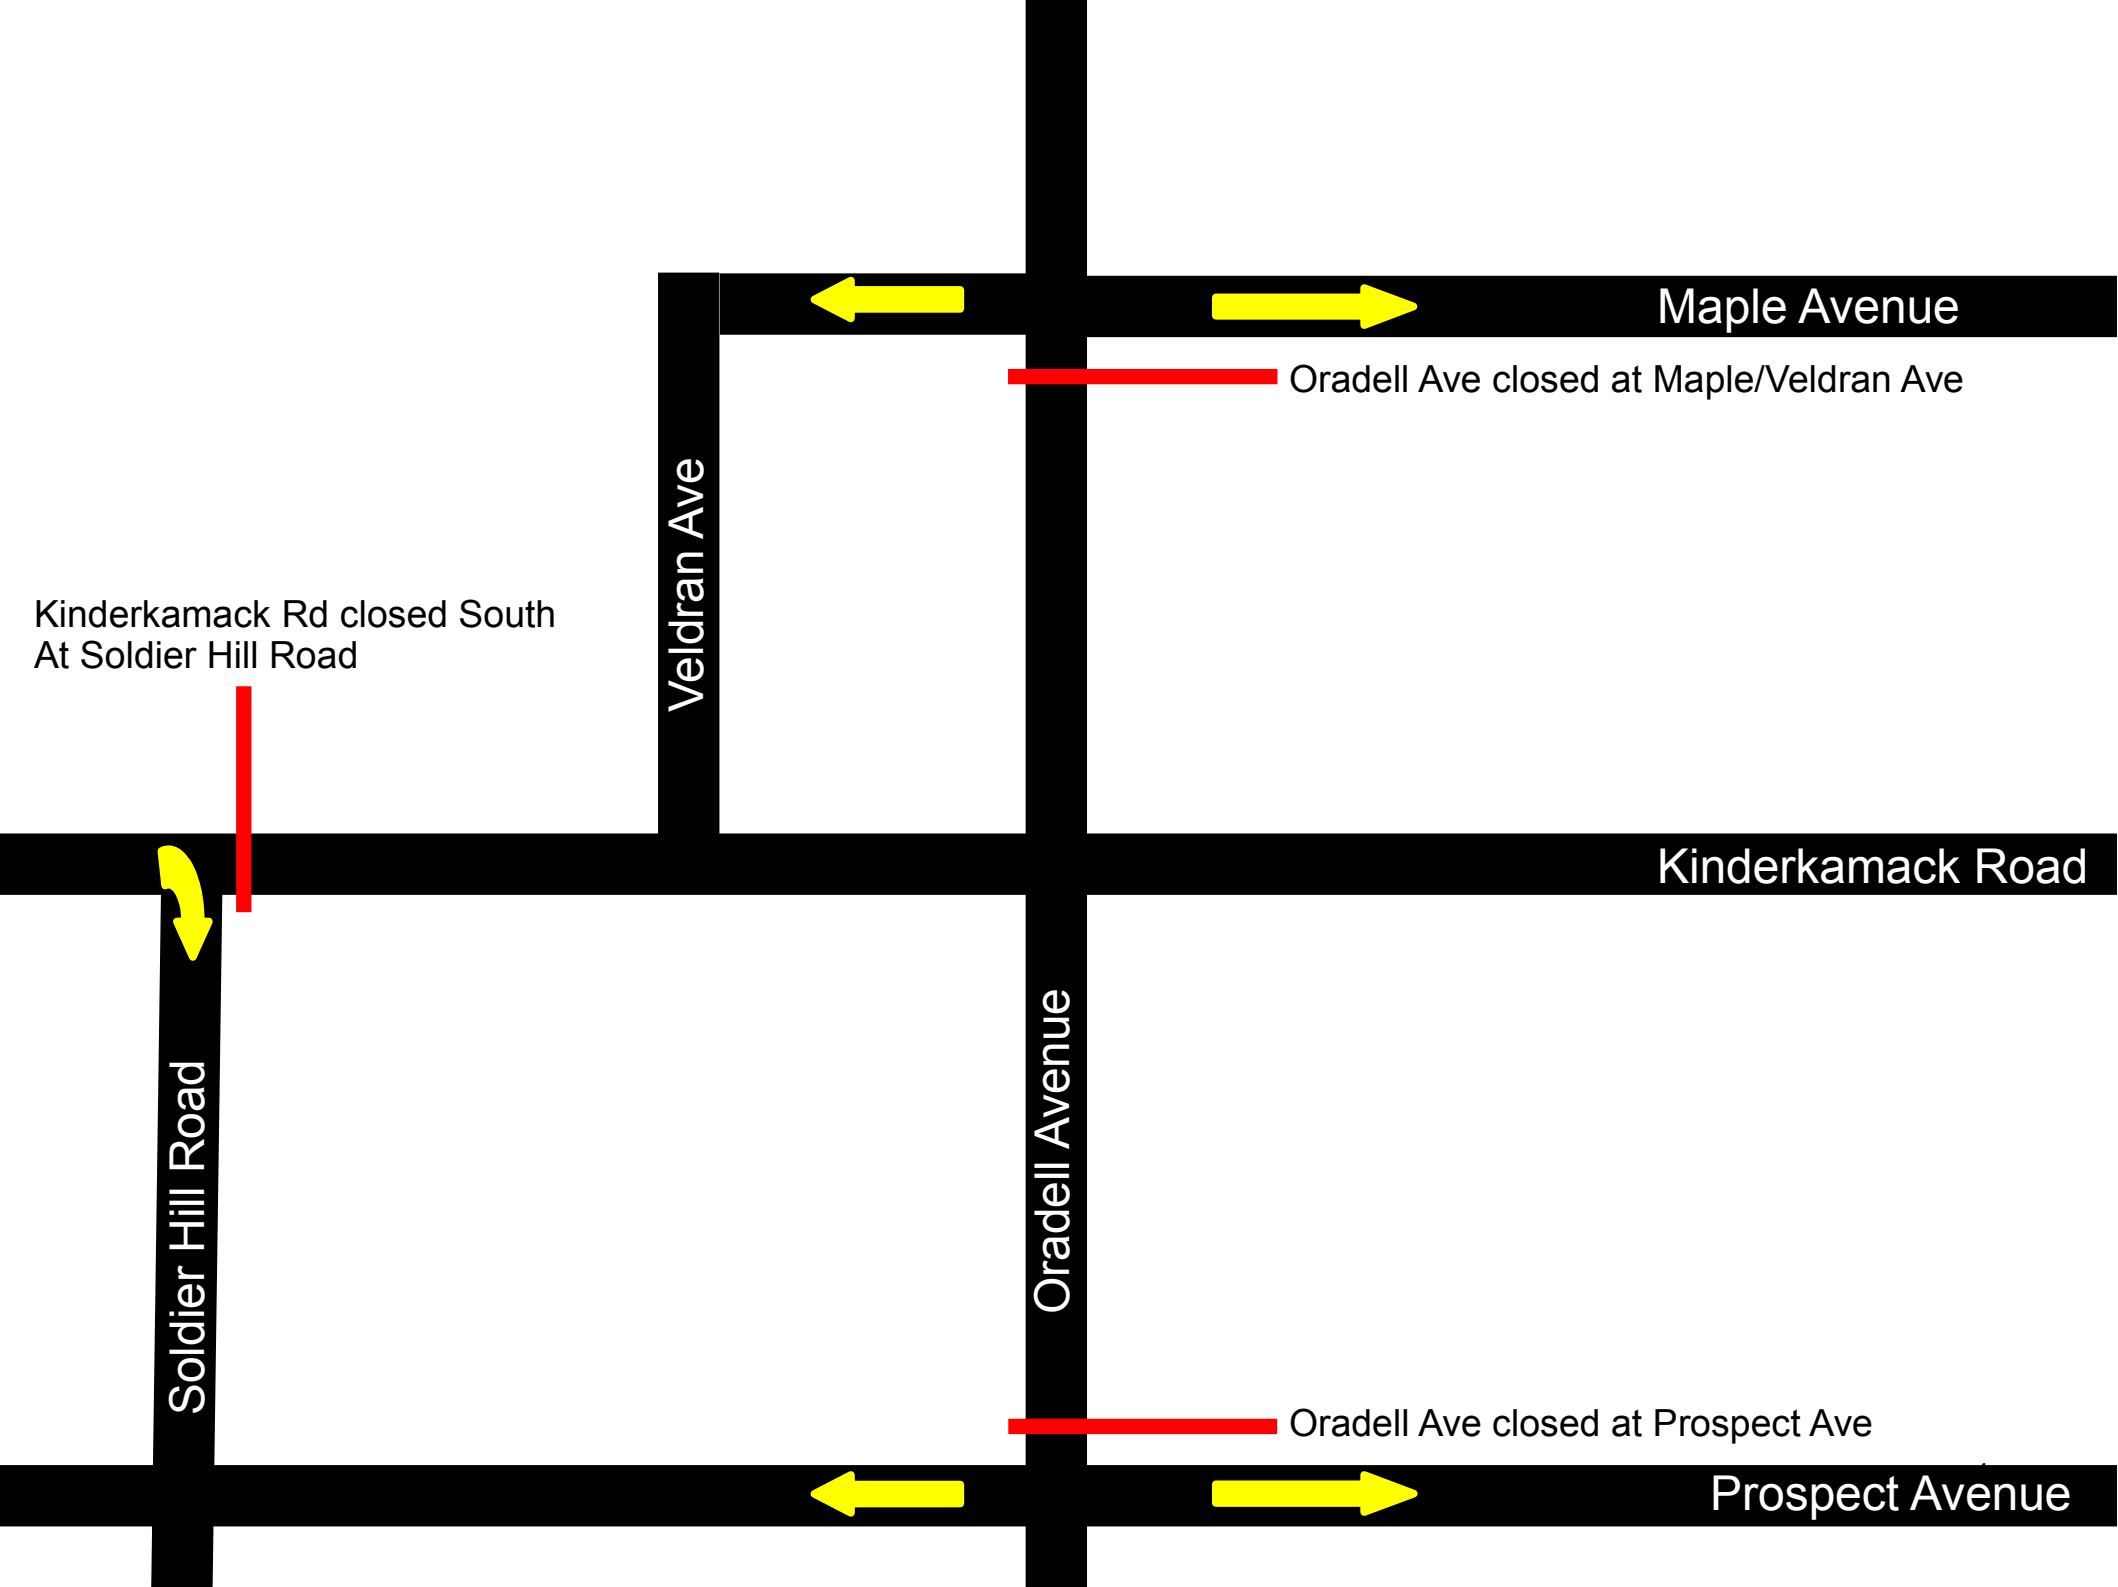 Maple Avenue
Oradell Ave closed at Maple/Veldran Ave
Veldran Ave
Kinderkamack Rd closed South
At Soldier Hill Road
Kinderkamack Road
Oradell Avenue
Soldier Hill Road
Oradell Ave closed at Prospect Ave
Prospect Avenue